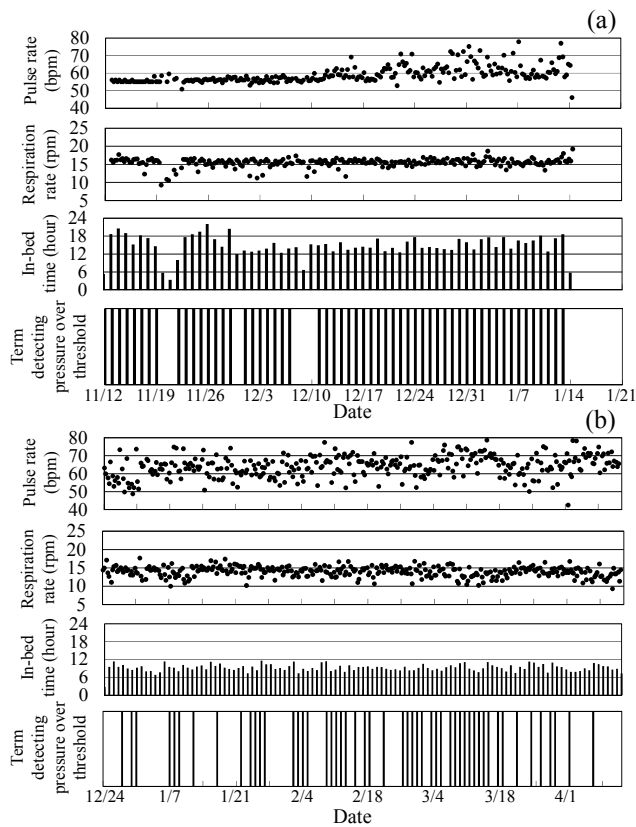 (a)
Pulse rate
(bpm)
80
70
60
50
40
Respiration
rate (rpm)
25
20
15
10
5
In-bed
time (hour)
24
18
12
6
0
Term
detecting
pressure over
threshold
11/12 11/19 11/26 12/3 12/10 12/17 12/24 12/31 1/7 1/14 1/21
Date
(b)
Pulse rate
(bpm)
80
70
60
50
40
Respiration
rate (rpm)
25
20
15
10
5
In-bed
time (hour)
24
18
12
6
0
Term
detecting
pressure over
threshold
12/24 1/7 1/21 2/4 2/18 3/4 3/18 4/1
Date